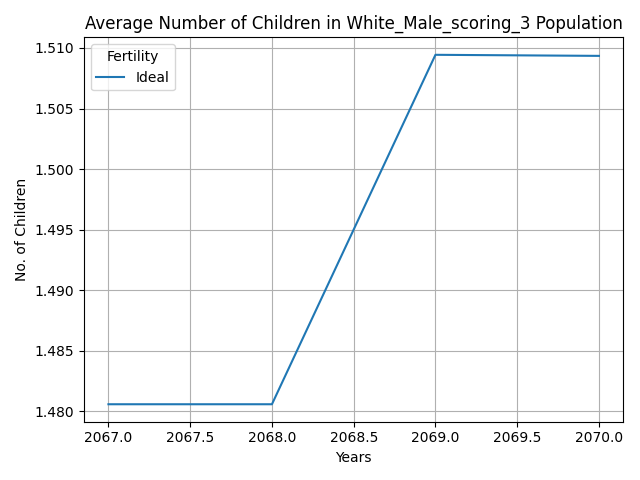 Average Number of Children in White_Male_scoring_3 Population
Fertility
Ideal
No. of Children
1.510
1.505
1.500
1.495
1.490
1.485
1.480
2067.0 2067.5 2068.0 2068.5 2069.0 2069.5 2070.0
Years